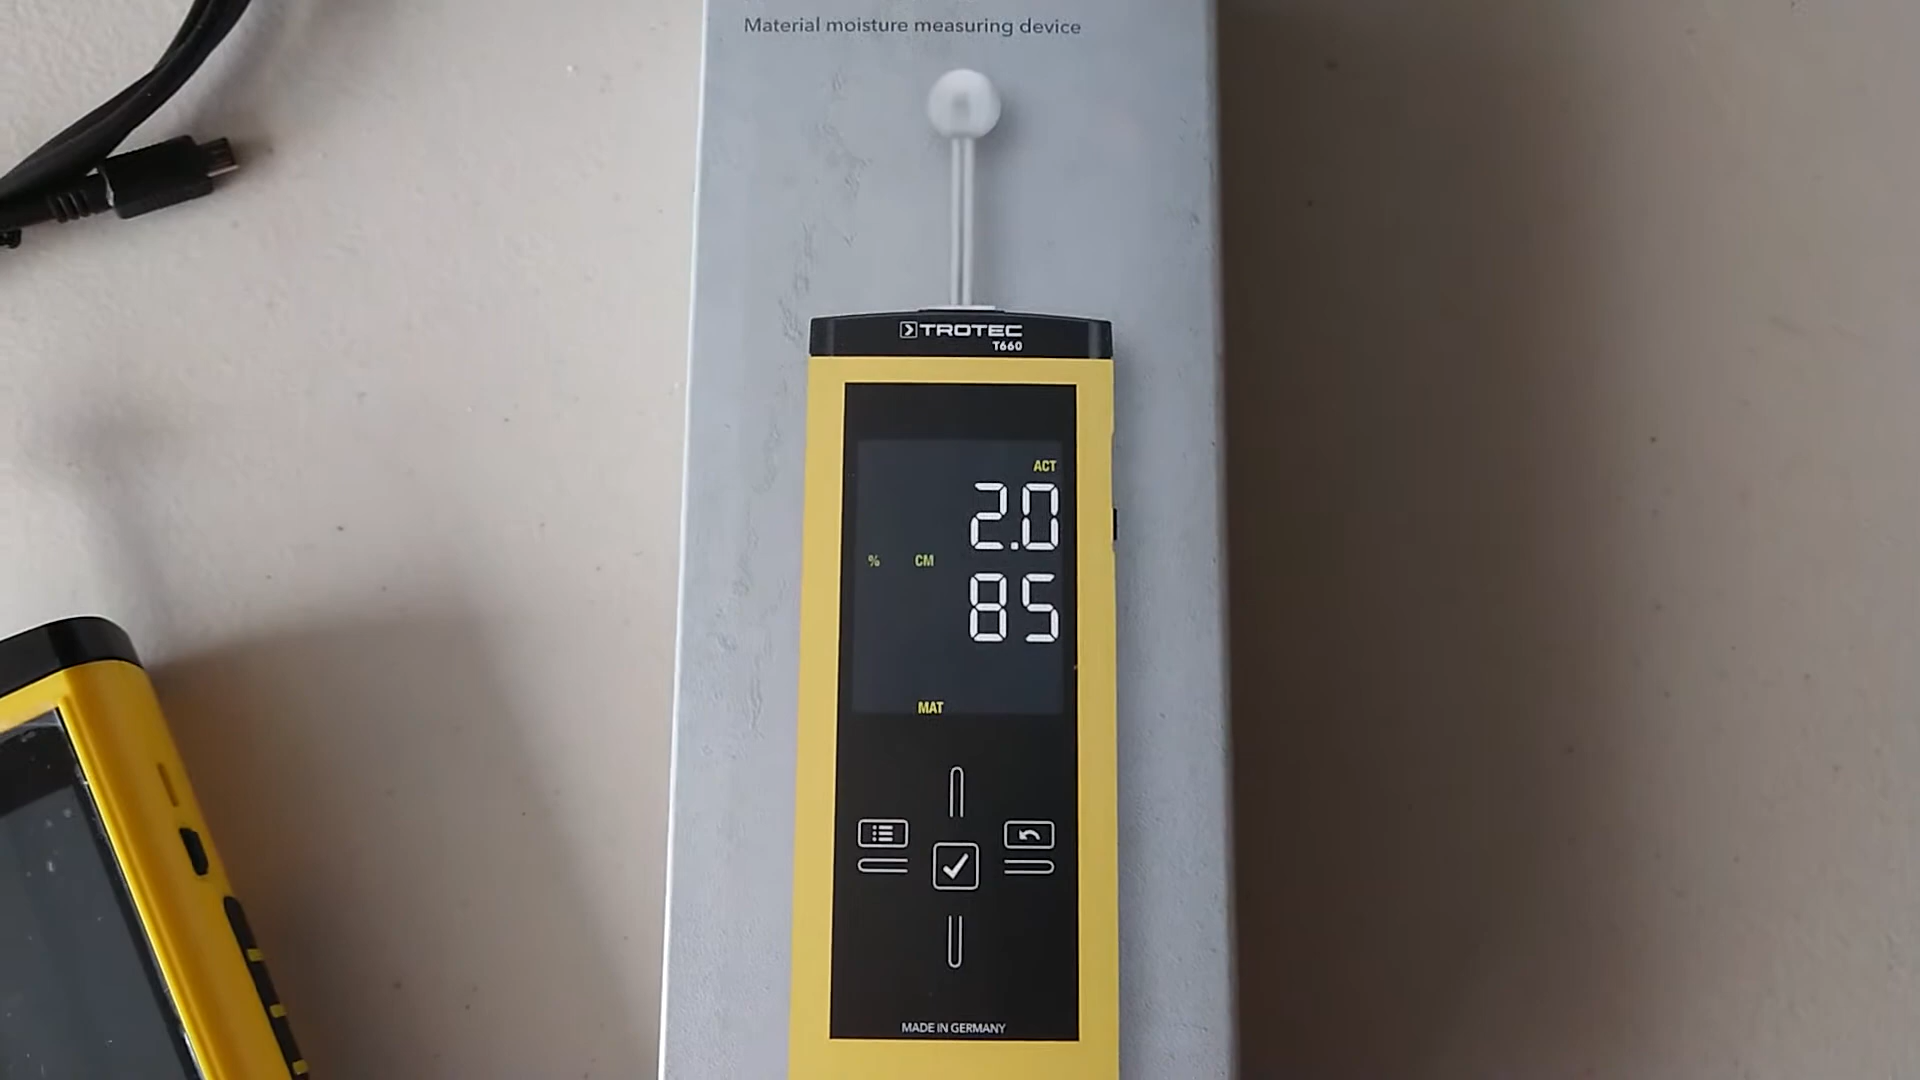 Material moisture measuring device
TROTEC
T660
ACT
2.0
% CM
85
MAT
MADE IN GERMANY